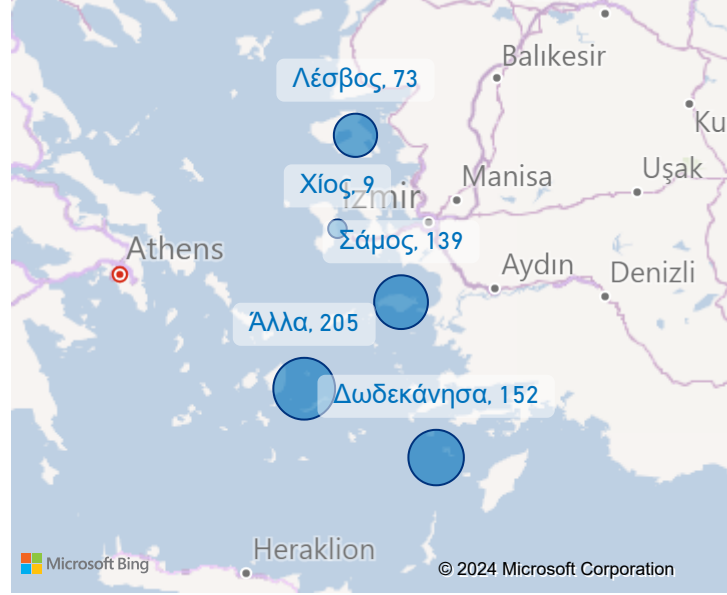 Balıkesir
Λέσβος, 73
Ku
Uşak
Manisa
Χίος, 9
Izmir
Σάμος, 139
Athens
Aydın
Denizli
Άλλα, 205
Δωδεκάνησα, 152
Heraklion
Microsoft Bing
© 2024 Microsoft Corporation